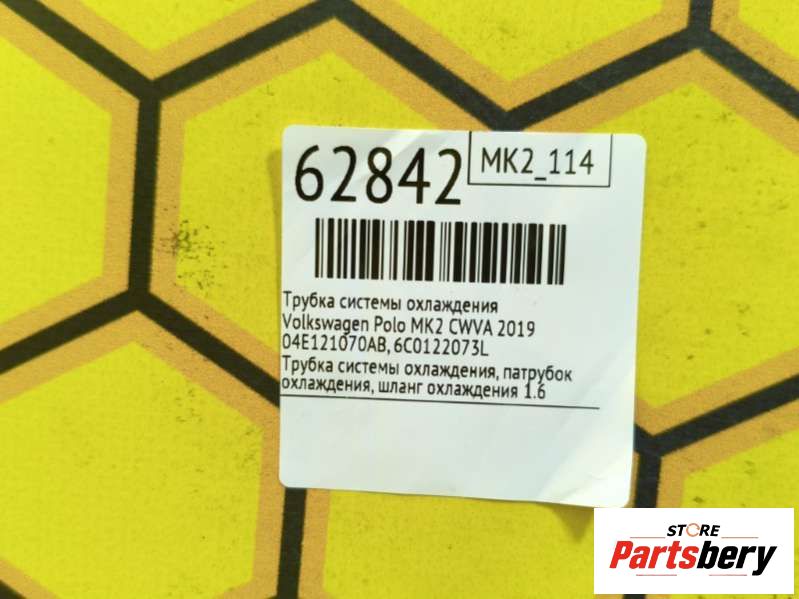 62842
MK2_114
Трубка системы охлаждения
Volkswagen Polo MK2 CWVA 2019
04E121070AB, 6C0122073L
Трубка системы охлаждения, патрубок
охлаждения, шланг охлаждения 1.6
STORE
Partsbery